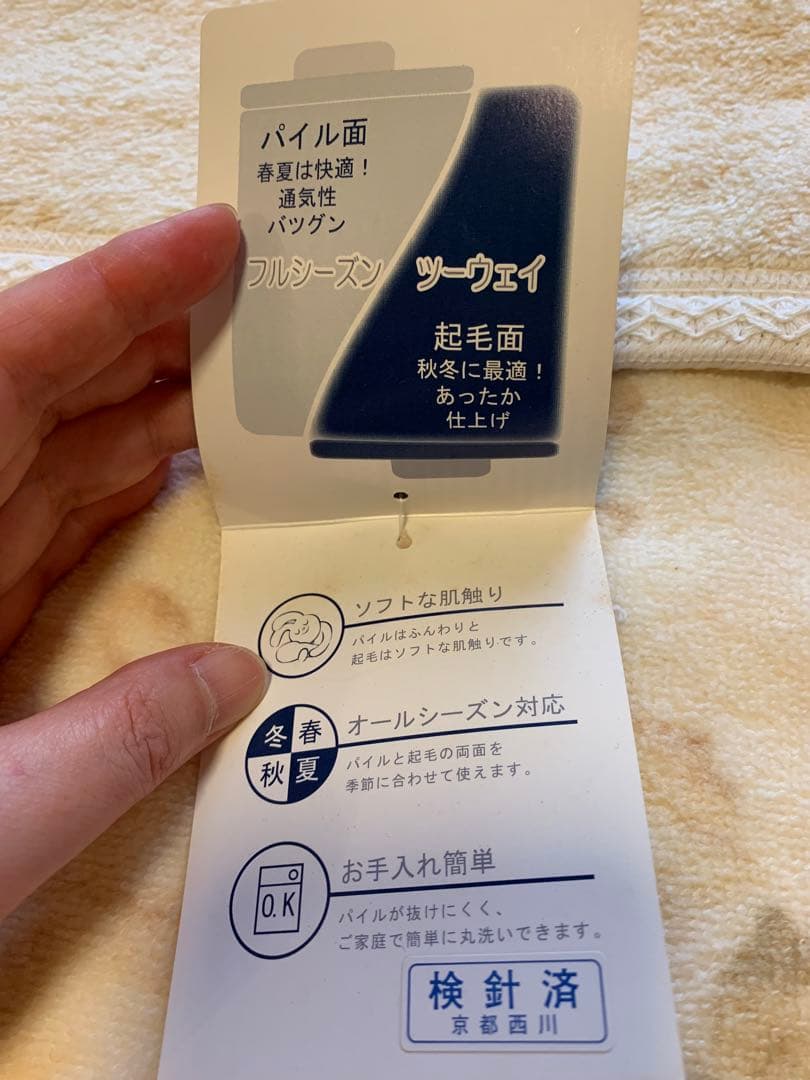 パイル面
春夏は快適！
通気性
バツグン
フルシーズン ツーウェイ
起毛面
秋冬に最適！
あったか
仕上げ
ソフトな肌触り
パイルはふんわりと
起毛はソフトな肌触りです。
冬春
秋夏
オールシーズン対応
パイルと起毛の両面を
季節に合わせて使えます。
O.K
お手入れ簡単
パイルが抜けにくく、
ご家庭で簡単に丸洗いできます。
検針済
京都西川